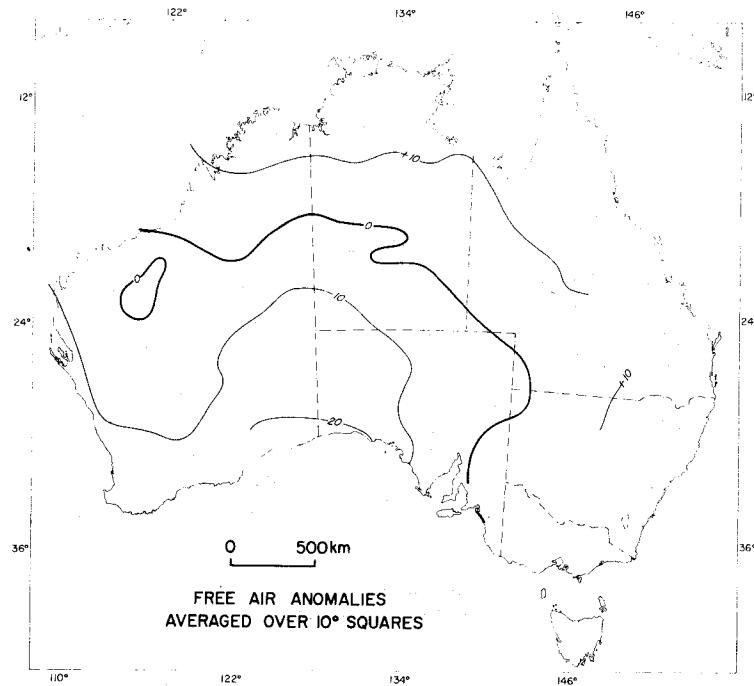 122° 134° 146°
12° 12°
+10
0
0
10
24° 24°
+10
20
36° 36°
0 500km
FREE AIR ANOMALIES
AVERAGED OVER 10° SQUARES
110° 122° 134° 146°